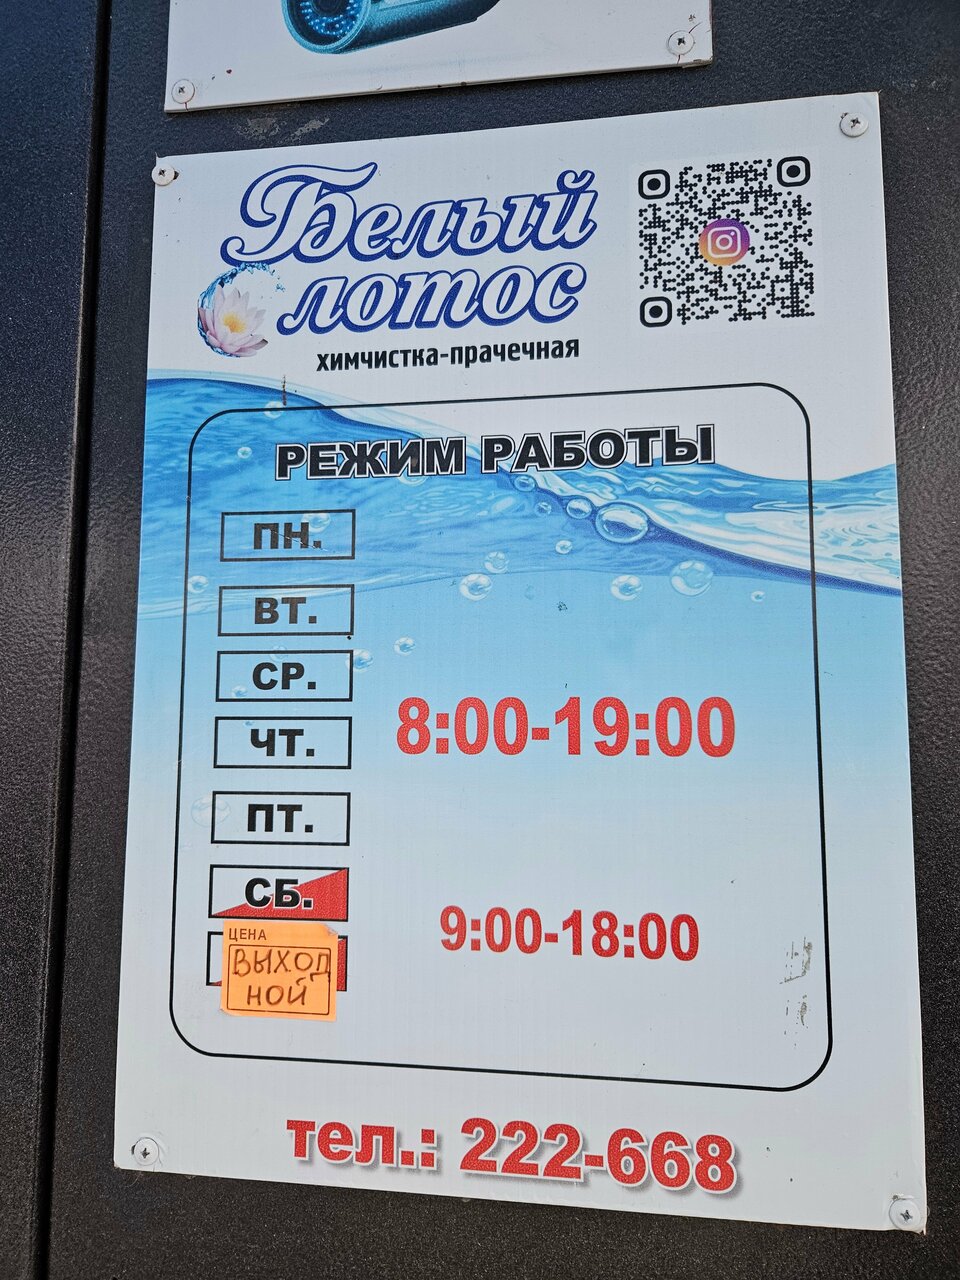 Белый
лотос
химчистка-прачечная
РЕЖИМ РАБОТЫ
ПН.
ВТ.
СР.
ЧТ.
8:00-19:00
ПТ.
СБ.
9:00-18:00
ЦЕНА
ВЫХОД
НОЙ
тел.: 222-668